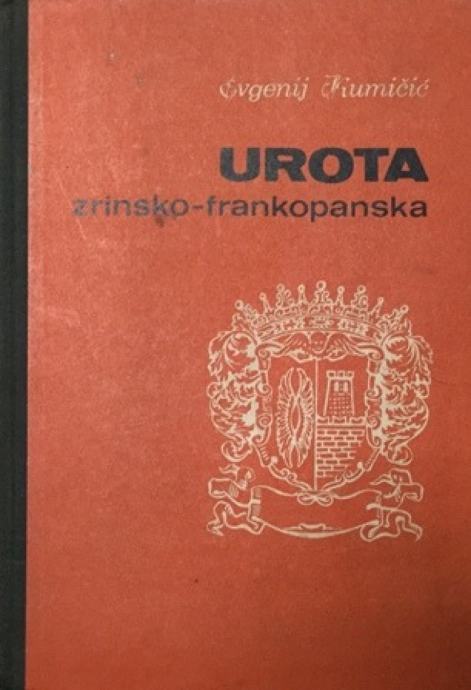 Evgenij Kumičić
UROTA
zrinsko-frankopanska